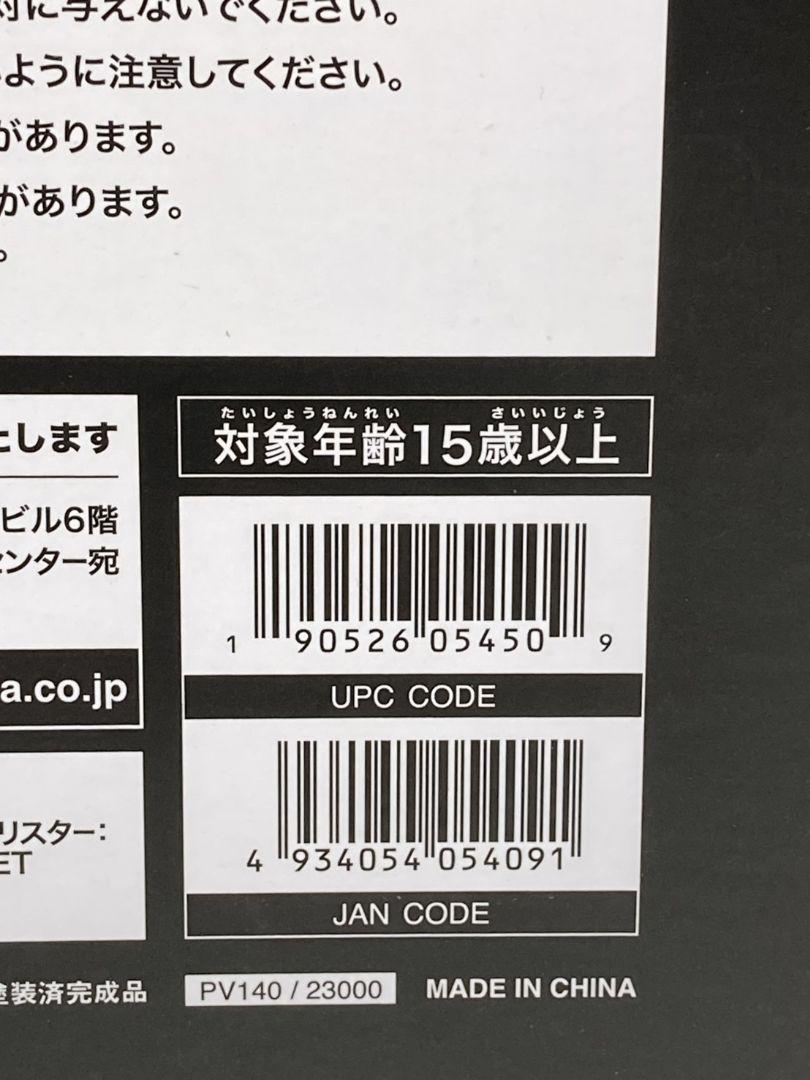 対に与えないでください。
ように注意してください。
があります。
があります。
。
とします
ビル6階
センター宛
a.co.jp
リスター:
ET
塗装済完成品
たいしょうねんれい さいいじょう
対象年齢15歳以上
1 90526 05450 9
UPC CODE
4 934054 054091
JAN CODE
PV140 / 23000
MADE IN CHINA